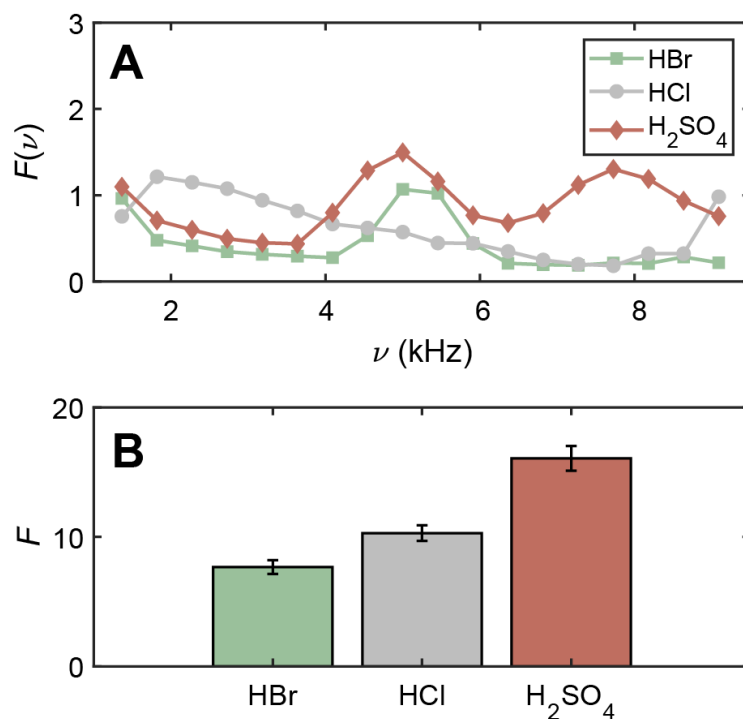 A
3
2
1
0
F(ν)
HBr
HCl
H₂SO₄
2
4
6
8
ν (kHz)
B
20
10
0
F
HBr
HCl
H₂SO₄